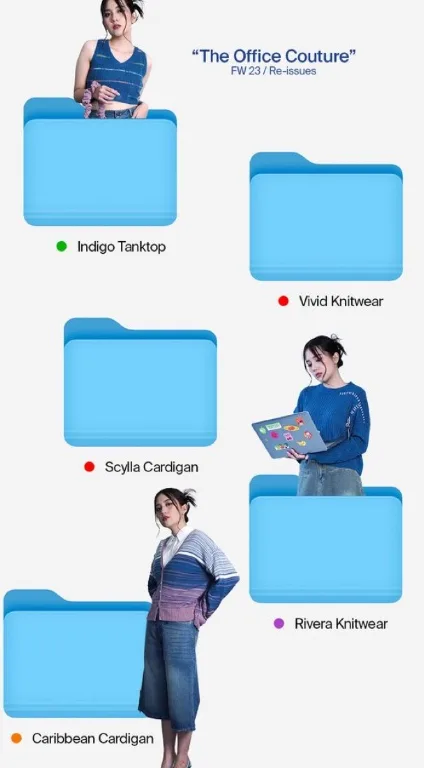 “The Office Couture”
FW 23 / Re-issues
Indigo Tanktop
Vivid Knitwear
Scylla Cardigan
Rivera Knitwear
Caribbean Cardigan